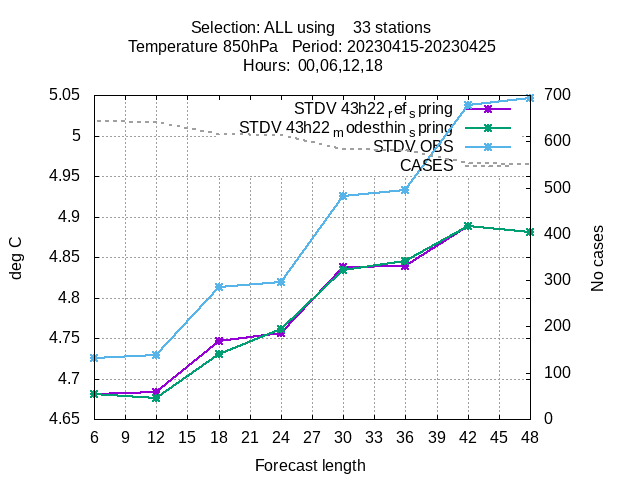 Selection: ALL using    33 stations
Temperature 850hPa   Period: 20230415-20230425
Hours: 00,06,12,18
5.05
5
4.95
4.9
4.85
4.8
4.75
4.7
4.65
deg C
STDV 43h22_ref_spring
STDV 43h22_modesthin_spring
STDV OBS
CASES
700
600
500
400
300
200
100
0
No cases
6 9 12 15 18 21 24 27 30 33 36 39 42 45 48
Forecast length